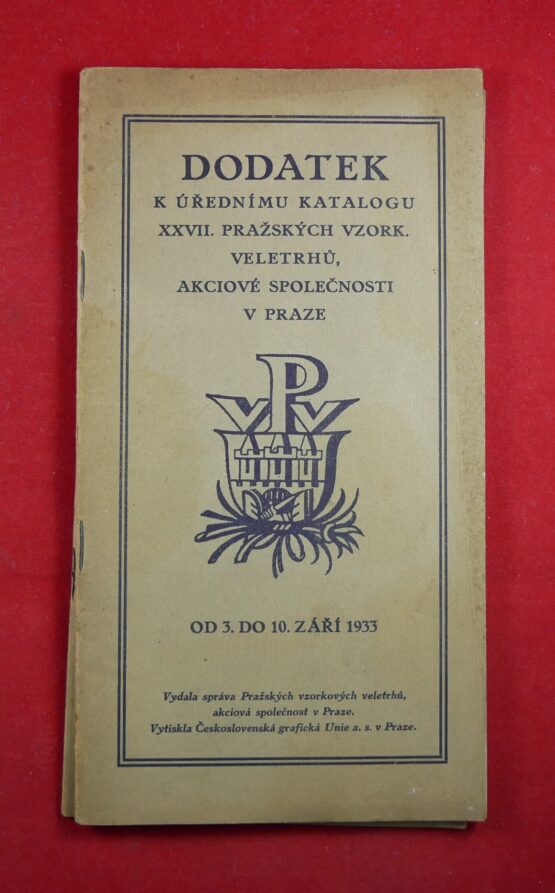 DODATEK
K ÚŘEDNÍMU KATALOGU
XXVII. PRAŽSKÝCH VZORK.
VELETRHŮ,
AKCIOVÉ SPOLEČNOSTI
V PRAZE
VPV
OD 3. DO 10. ZÁŘÍ 1933
Vydala správa Pražských vzorkových veletrhů,
akciová společnost v Praze.
Vytiskla Československá grafická Unie a. s. v Praze.